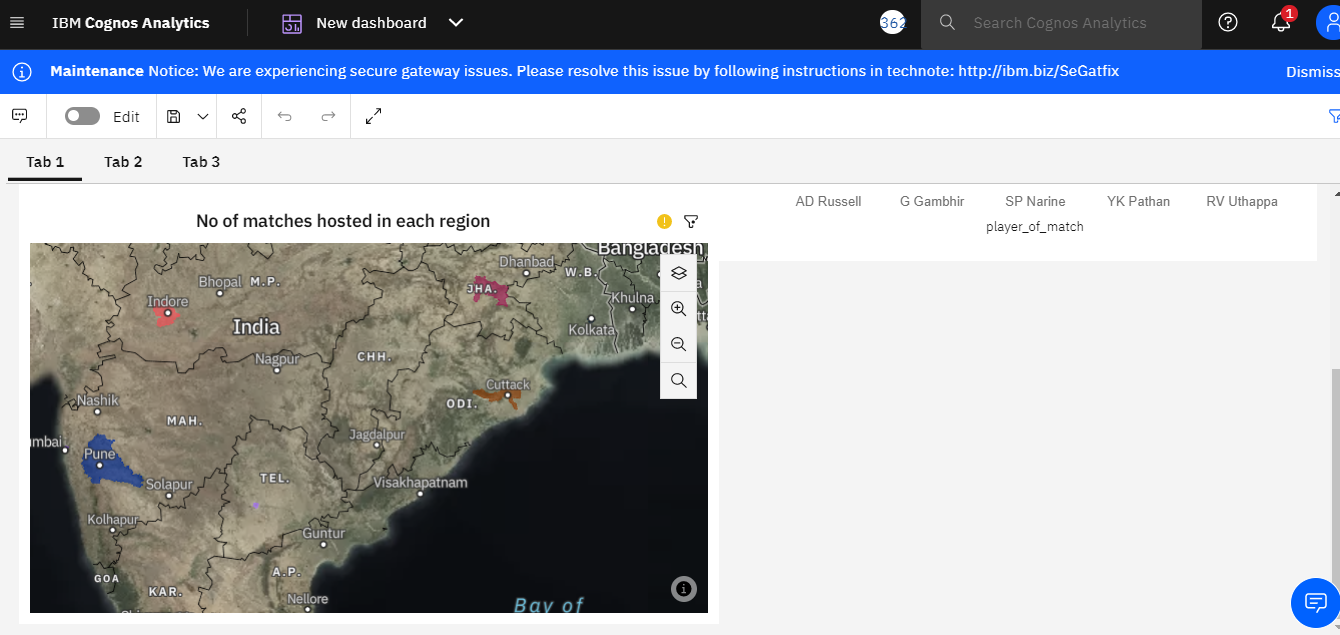 IBM Cognos Analytics
New dashboard
362
Search Cognos Analytics
1
Maintenance Notice: We are experiencing secure gateway issues. Please resolve this issue by following instructions in technote: http://ibm.biz/SeGatfix
Dismiss
Edit
Tab 1 Tab 2 Tab 3
AD Russell G Gambhir SP Narine YK Pathan RV Uthappa
player_of_match
No of matches hosted in each region
Bangladesh
Dhanbad
W.B.
Bhopal M.P.
JHA.
Khulna
Indore
India
Kolkata
Nagpur
CHH.
Cuttack
Nashik
ODI.
MAH.
Jagdalpur
mbai
Pune
TEL.
Solapur
Visakhapatnam
Kolhapur
Guntur
GOA
A.P.
KAR.
Nellore
Bay of